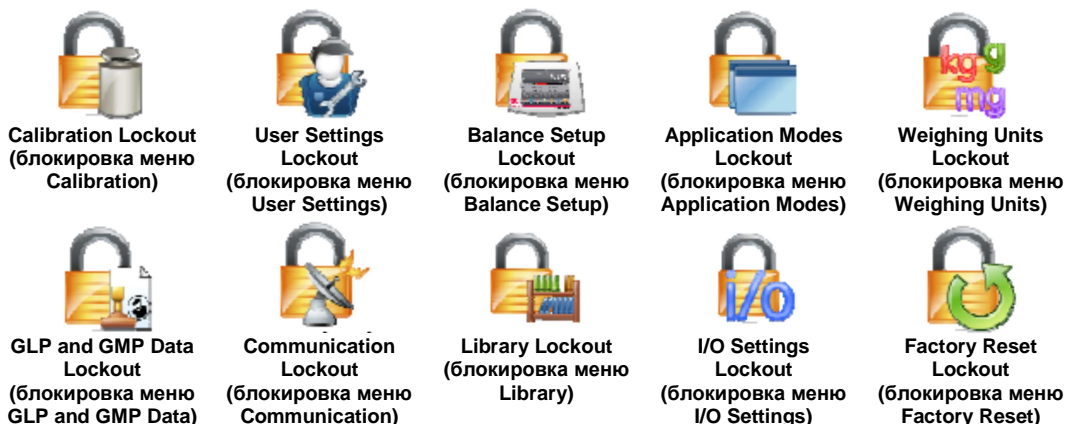 kg g
mg
Calibration Lockout
(блокировка меню
Calibration)
User Settings
Lockout
(блокировка меню
User Settings)
Balance Setup
Lockout
(блокировка меню
Balance Setup)
Application Modes
Lockout
(блокировка меню
Application Modes)
Weighing Units
Lockout
(блокировка меню
Weighing Units)
i/o
GLP and GMP Data
Lockout
(блокировка меню
GLP and GMP Data)
Communication
Lockout
(блокировка меню
Communication)
Library Lockout
(блокировка меню
Library)
I/O Settings
Lockout
(блокировка меню
I/O Settings)
Factory Reset
Lockout
(блокировка меню
Factory Reset)